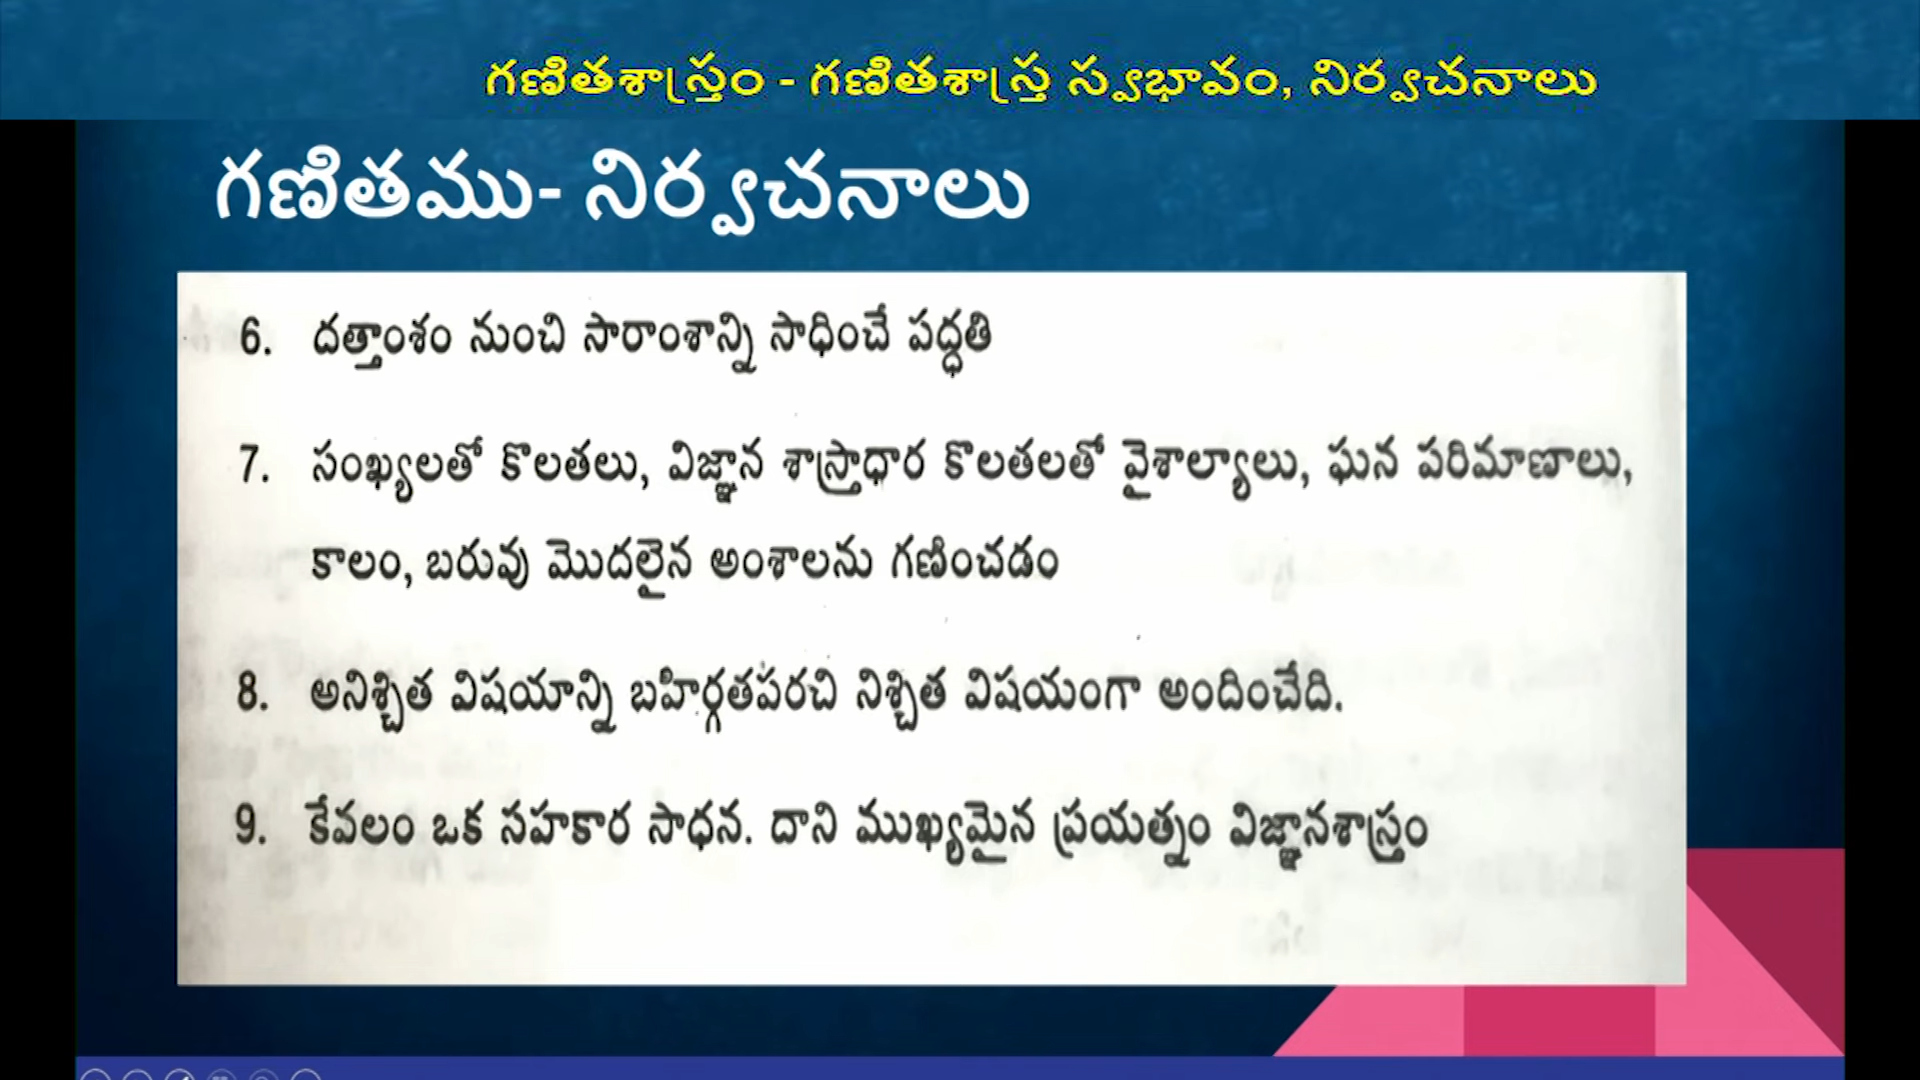 గణితశాస్త్రం - గణితశాస్త్ర స్వభావం, నిర్వచనాలు
గణితము- నిర్వచనాలు
6. దత్తాంశం నుంచి సారాంశాన్ని సాధించే పద్ధతి
7. సంఖ్యలతో కొలతలు, విజ్ఞాన శాస్త్రాధార కొలతలతో వైశాల్యాలు, ఘన పరిమాణాలు,
కాలం, బరువు మొదలైన అంశాలను గణించడం
8. అనిశ్చిత విషయాన్ని బహిర్గతపరచి నిశ్చిత విషయంగా అందించేది.
9. కేవలం ఒక సహకార సాధన. దాని ముఖ్యమైన ప్రయత్నం విజ్ఞానశాస్త్రం